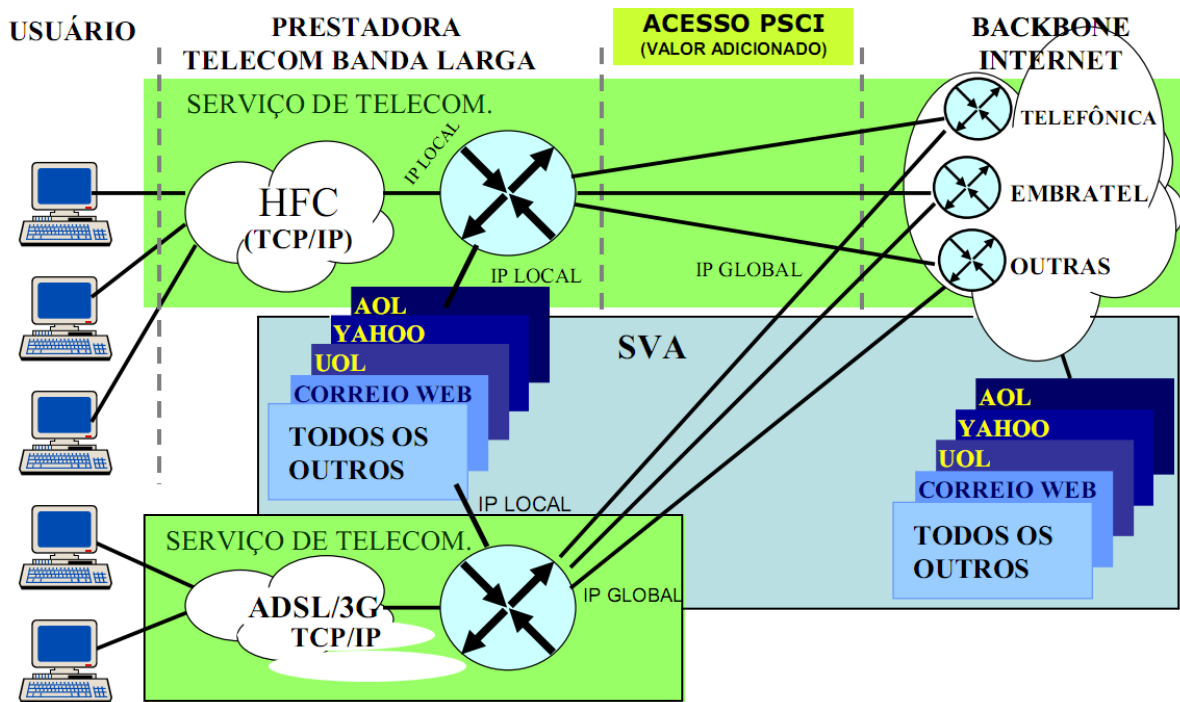 USUÁRIO
PRESTADORA
TELECOM BANDA LARGA
ACESSO PSCI
(VALOR ADICIONADO)
BACKBONE
INTERNET
SERVIÇO DE TELECOM.
HFC
(TCP/IP)
IP LOCAL
IP LOCAL
IP GLOBAL
TELEFÔNICA
EMBRATEL
OUTRAS
AOL
YAHOO
UOL
CORREIO WEB
TODOS OS
OUTROS
SVA
AOL
YAHOO
UOL
CORREIO WEB
TODOS OS
OUTROS
IP LOCAL
SERVIÇO DE TELECOM.
ADSL/3G
TCP/IP
IP GLOBAL